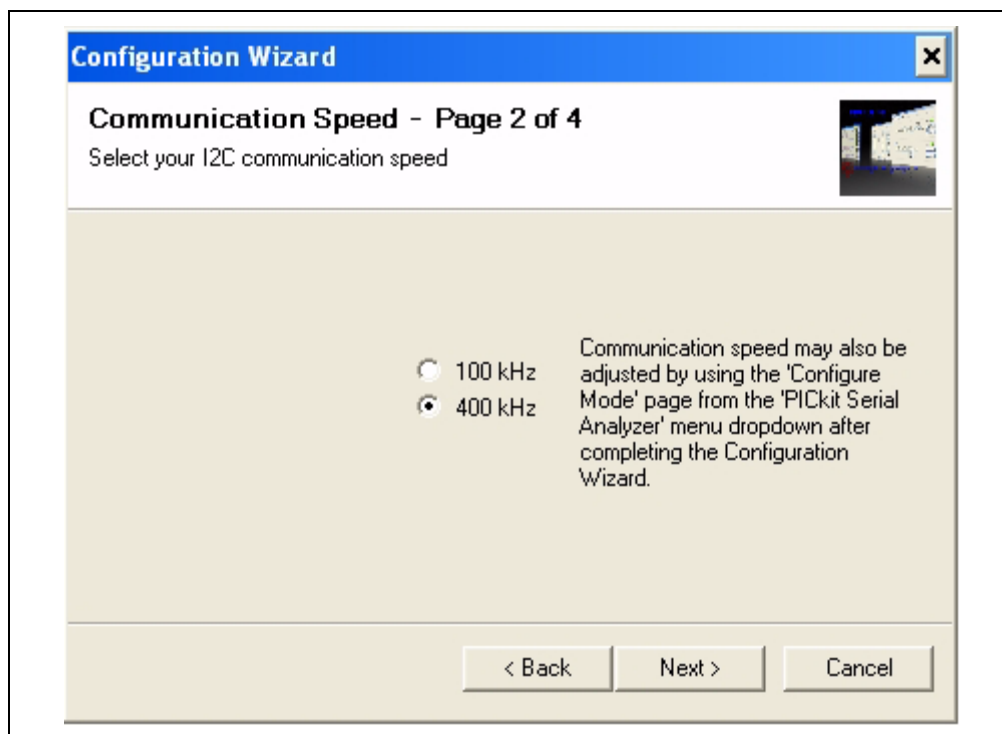 Configuration Wizard
Communication Speed - Page 2 of 4
Select your I2C communication speed
100 kHz
400 kHz
Communication speed may also be
adjusted by using the 'Configure
Mode' page from the 'PICkit Serial
Analyzer' menu dropdown after
completing the Configuration
Wizard.
< Back
Next >
Cancel